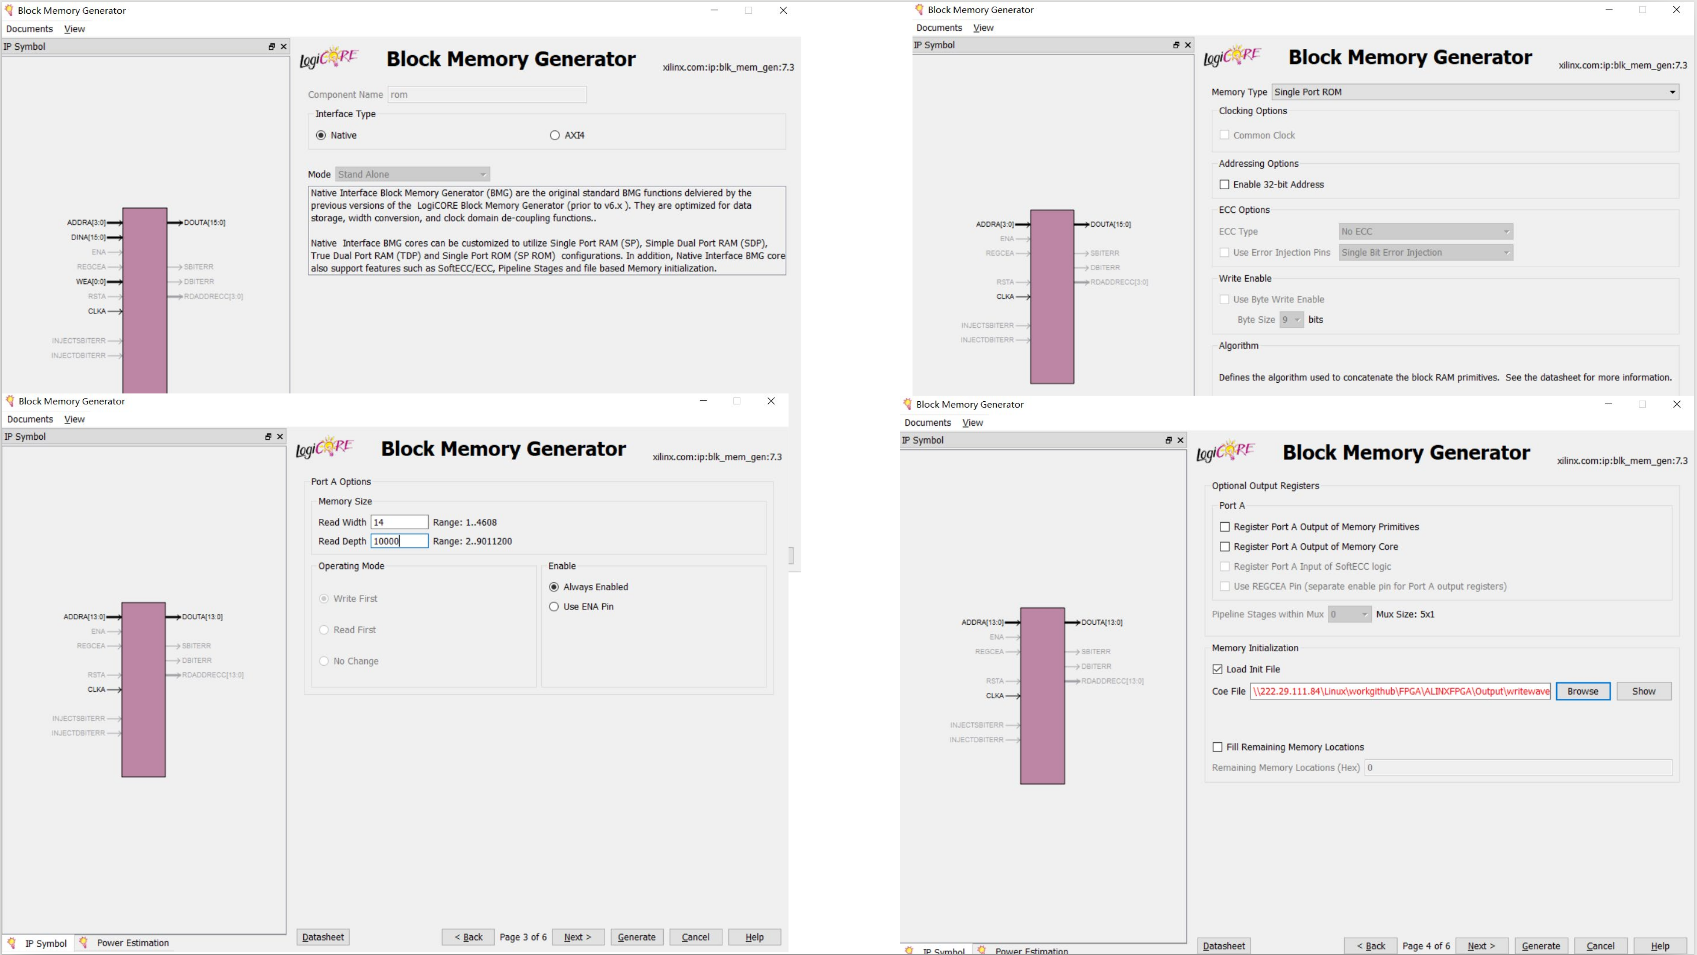 Block Memory Generator
Documents View
IP Symbol
LogiCORE
Block Memory Generator
xilinx.com:ip:blk_mem_gen:7.3
Component Name rom
Interface Type
Native AXI4
Mode Stand Alone
Native Interface Block Memory Generator (BMG) are the original standard BMG functions delviered by the
previous versions of the LogiCORE Block Memory Generator (prior to v6.x ). They are optimized for data
storage, width conversion, and clock domain de-coupling functions..
Native Interface BMG cores can be customized to utilize Single Port RAM (SP), Simple Dual Port RAM (SDP),
True Dual Port RAM (TDP) and Single Port ROM (SP ROM) configurations. In addition, Native Interface BMG core
also support features such as SoftECC/ECC, Pipeline Stages and file based Memory initialization.
ADDRA[3:0] DOUTA[15:0]
DINA[15:0]
ENA
REGCEA SBITERR
WEA[0:0] DBITERR
RSTA RDADDRECC[3:0]
CLKA
INJECTSBITERR
INJECTDBITERR
Block Memory Generator
Documents View
IP Symbol
LogiCORE
Block Memory Generator
xilinx.com:ip:blk_mem_gen:7.3
Memory Type Single Port ROM
Clocking Options
Common Clock
Addressing Options
Enable 32-bit Address
ECC Options
ECC Type No ECC
Use Error Injection Pins Single Bit Error Injection
Write Enable
Use Byte Write Enable
Byte Size 9 bits
Algorithm
Defines the algorithm used to concatenate the block RAM primitives. See the datasheet for more information.
ADDRA[3:0] DOUTA[15:0]
ENA
REGCEA SBITERR
DBITERR
RSTA RDADDRECC[3:0]
CLKA
INJECTSBITERR
INJECTDBITERR
Block Memory Generator
Documents View
IP Symbol
LogiCORE
Block Memory Generator
xilinx.com:ip:blk_mem_gen:7.3
Port A Options
Memory Size
Read Width 14 Range: 1..4608
Read Depth 10000 Range: 2..9011200
Operating Mode
Write First
Read First
No Change
Enable
Always Enabled
Use ENA Pin
ADDRA[13:0] DOUTA[13:0]
ENA
REGCEA SBITERR
DBITERR
RSTA RDADDRECC[13:0]
CLKA
INJECTSBITERR
INJECTDBITERR
IP Symbol Power Estimation
Datasheet < Back Page 3 of 6 Next > Generate Cancel Help
Block Memory Generator
Documents View
IP Symbol
LogiCORE
Block Memory Generator
xilinx.com:ip:blk_mem_gen:7.3
Optional Output Registers
Port A
Register Port A Output of Memory Primitives
Register Port A Output of Memory Core
Register Port A Input of SoftECC logic
Use REGCEA Pin (separate enable pin for Port A output registers)
Pipeline Stages within Mux 0 Mux Size: 5x1
Memory Initialization
Load Init File
Coe File \\222.29.111.84\Linux\workgithub\FPGA\ALINXFPGA\Output\writewave Browse Show
Fill Remaining Memory Locations
Remaining Memory Locations (Hex) 0
ADDRA[13:0] DOUTA[13:0]
ENA
REGCEA SBITERR
DBITERR
RSTA RDADDRECC[13:0]
CLKA
INJECTSBITERR
INJECTDBITERR
IP Symbol Power Estimation
Datasheet < Back Page 4 of 6 Next > Generate Cancel Help